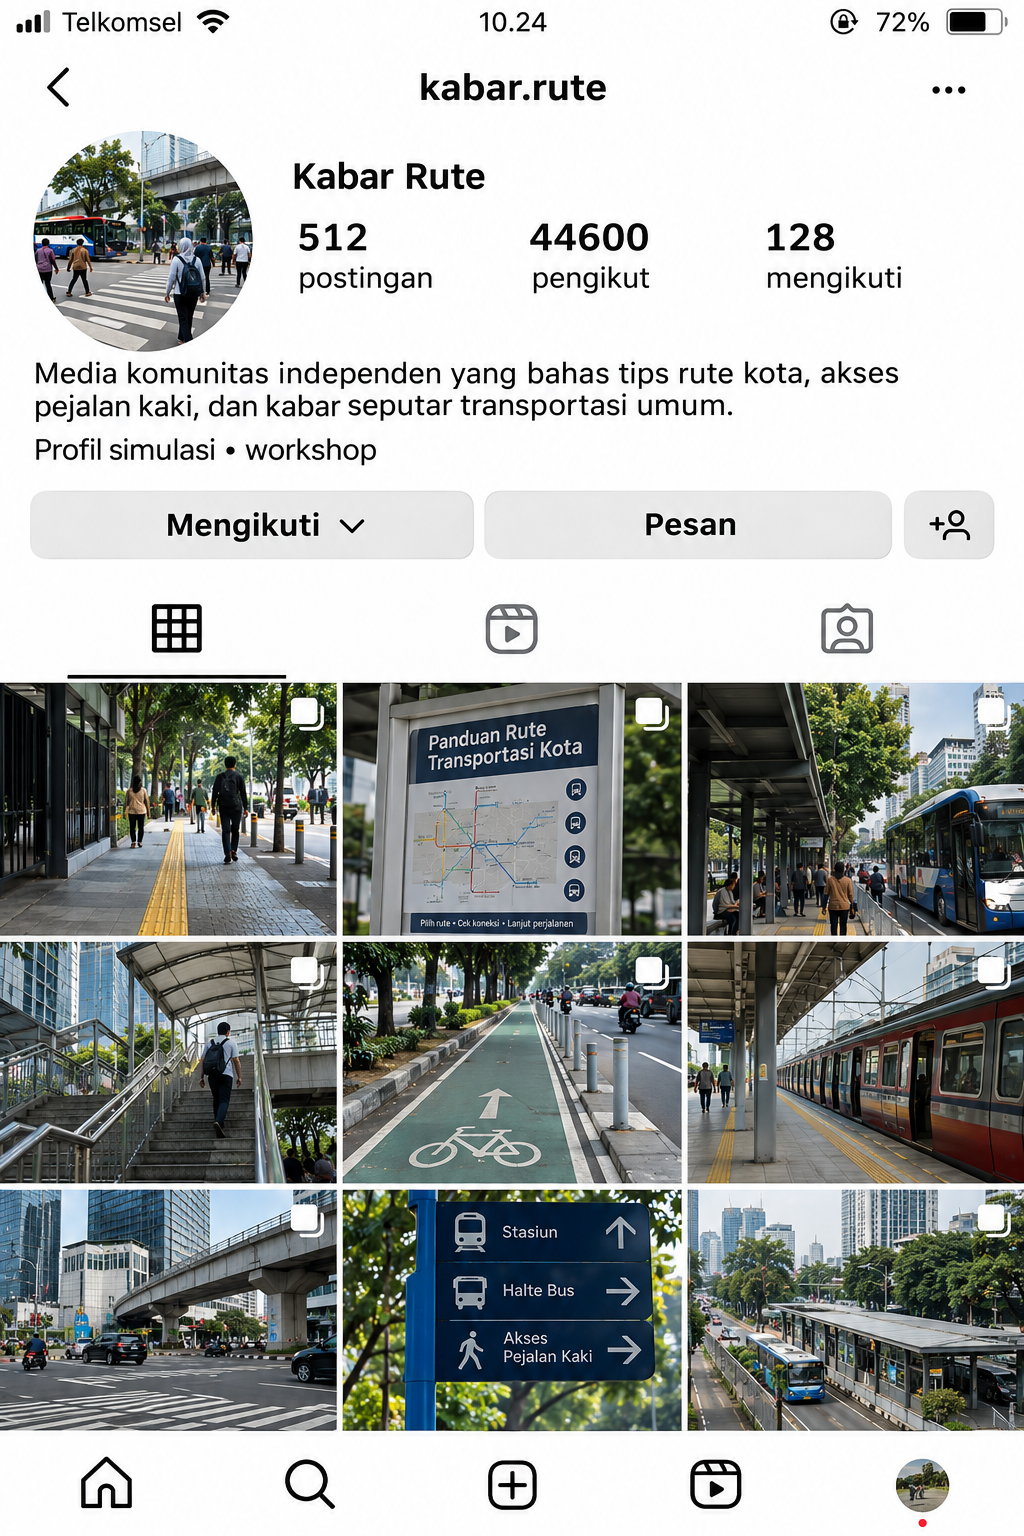 Telkomsel 10.24 72%
kabar.rute
Kabar Rute
512 44600 128
postingan pengikut mengikuti
Media komunitas independen yang bahas tips rute kota, akses
pejalan kaki, dan kabar seputar transportasi umum.
Profil simulasi • workshop
Mengikuti Pesan
Panduan Rute
Transportasi Kota
Pilih rute • Cek koneksi • Lanjut perjalanan
Stasiun
Halte Bus
Akses
Pejalan Kaki